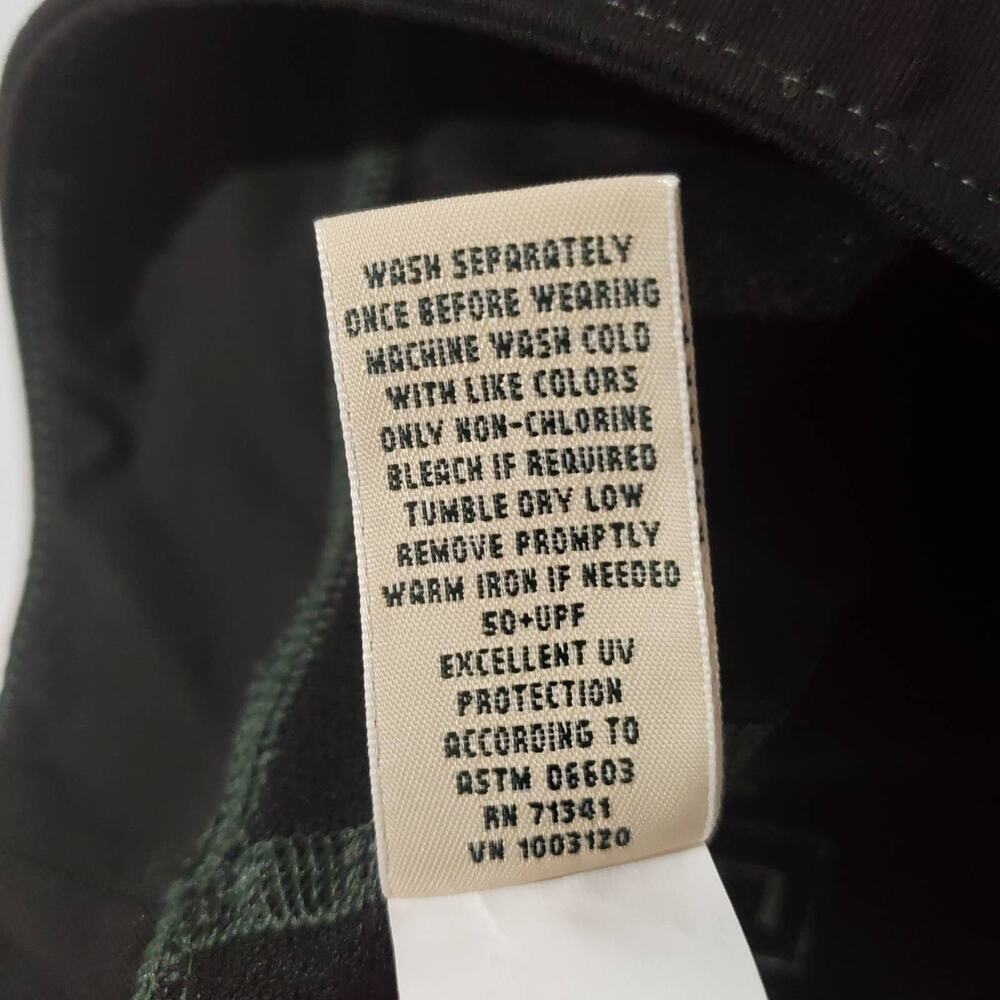 WASH SEPARATELY
ONCE BEFORE WEARING
MACHINE WASH COLD
WITH LIKE COLORS
ONLY NON-CHLORINE
BLEACH IF REQUIRED
TUMBLE DRY LOW
REMOVE PROMPTLY
WARM IRON IF NEEDED
50+UPF
EXCELLENT UV
PROTECTION
ACCORDING TO
ASTM D6603
RN 71341
VN 1003120